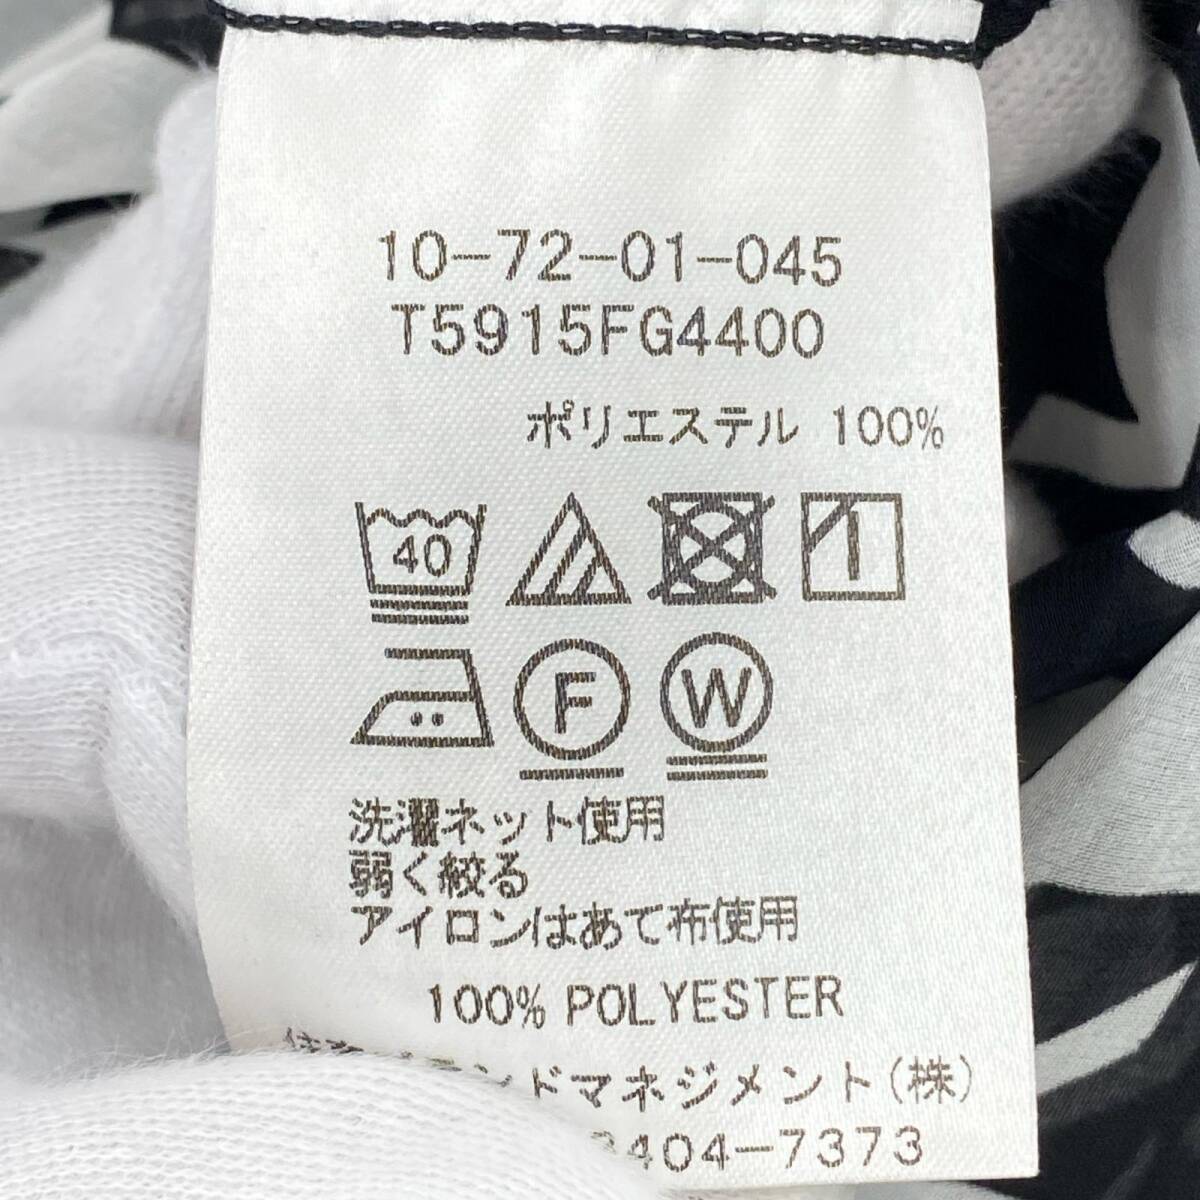 10-72-01-045
T5915FG4400
ポリエステル 100%
40
F W
洗濯ネット使用
弱く絞る
アイロンはあて布使用
100% POLYESTER
ンドマネジメント(株)
3404-7373